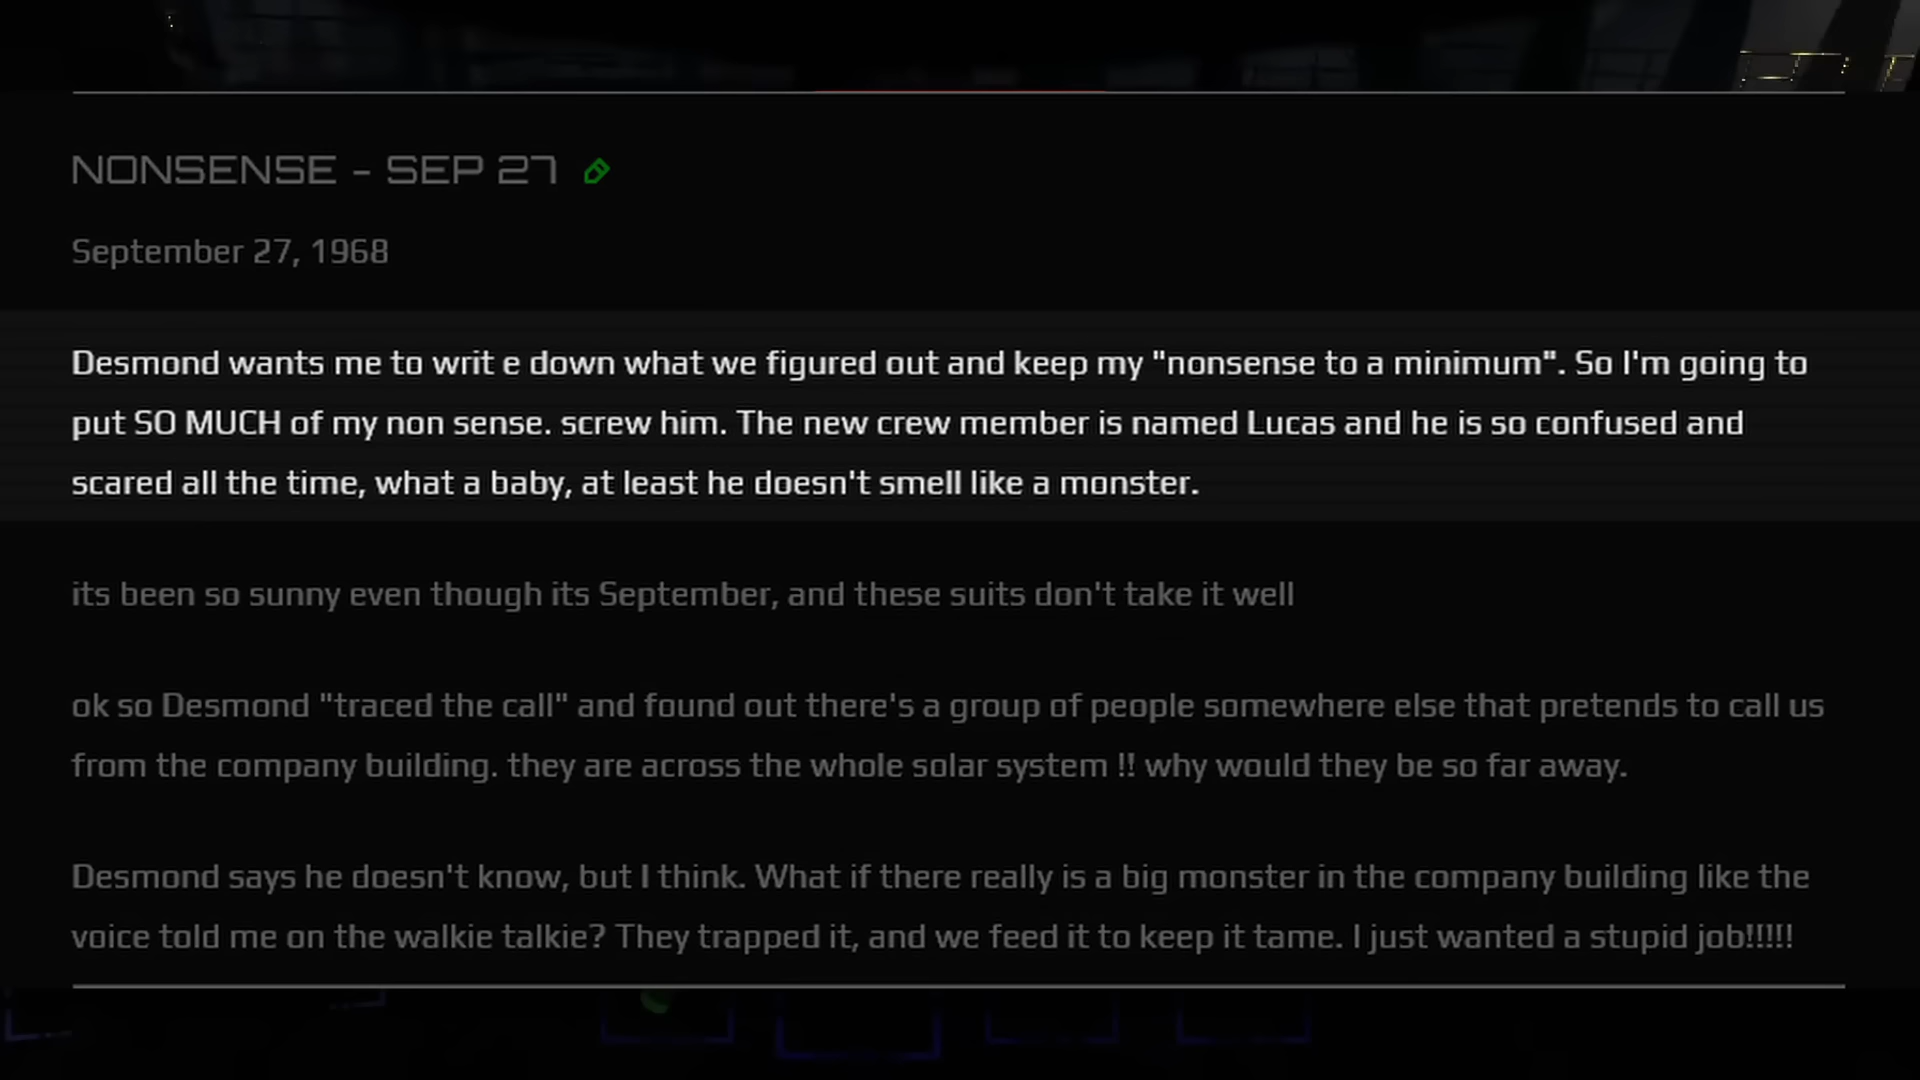 NONSENSE - SEP 27
September 27, 1968
Desmond wants me to writ e down what we figured out and keep my "nonsense to a minimum". So I'm going to
put SO MUCH of my non sense. screw him. The new crew member is named Lucas and he is so confused and
scared all the time, what a baby, at least he doesn't smell like a monster.
its been so sunny even though its September, and these suits don't take it well
ok so Desmond "traced the call" and found out there's a group of people somewhere else that pretends to call us
from the company building. they are across the whole solar system !! why would they be so far away.
Desmond says he doesn't know, but I think. What if there really is a big monster in the company building like the
voice told me on the walkie talkie? They trapped it, and we feed it to keep it tame. I just wanted a stupid job!!!!!